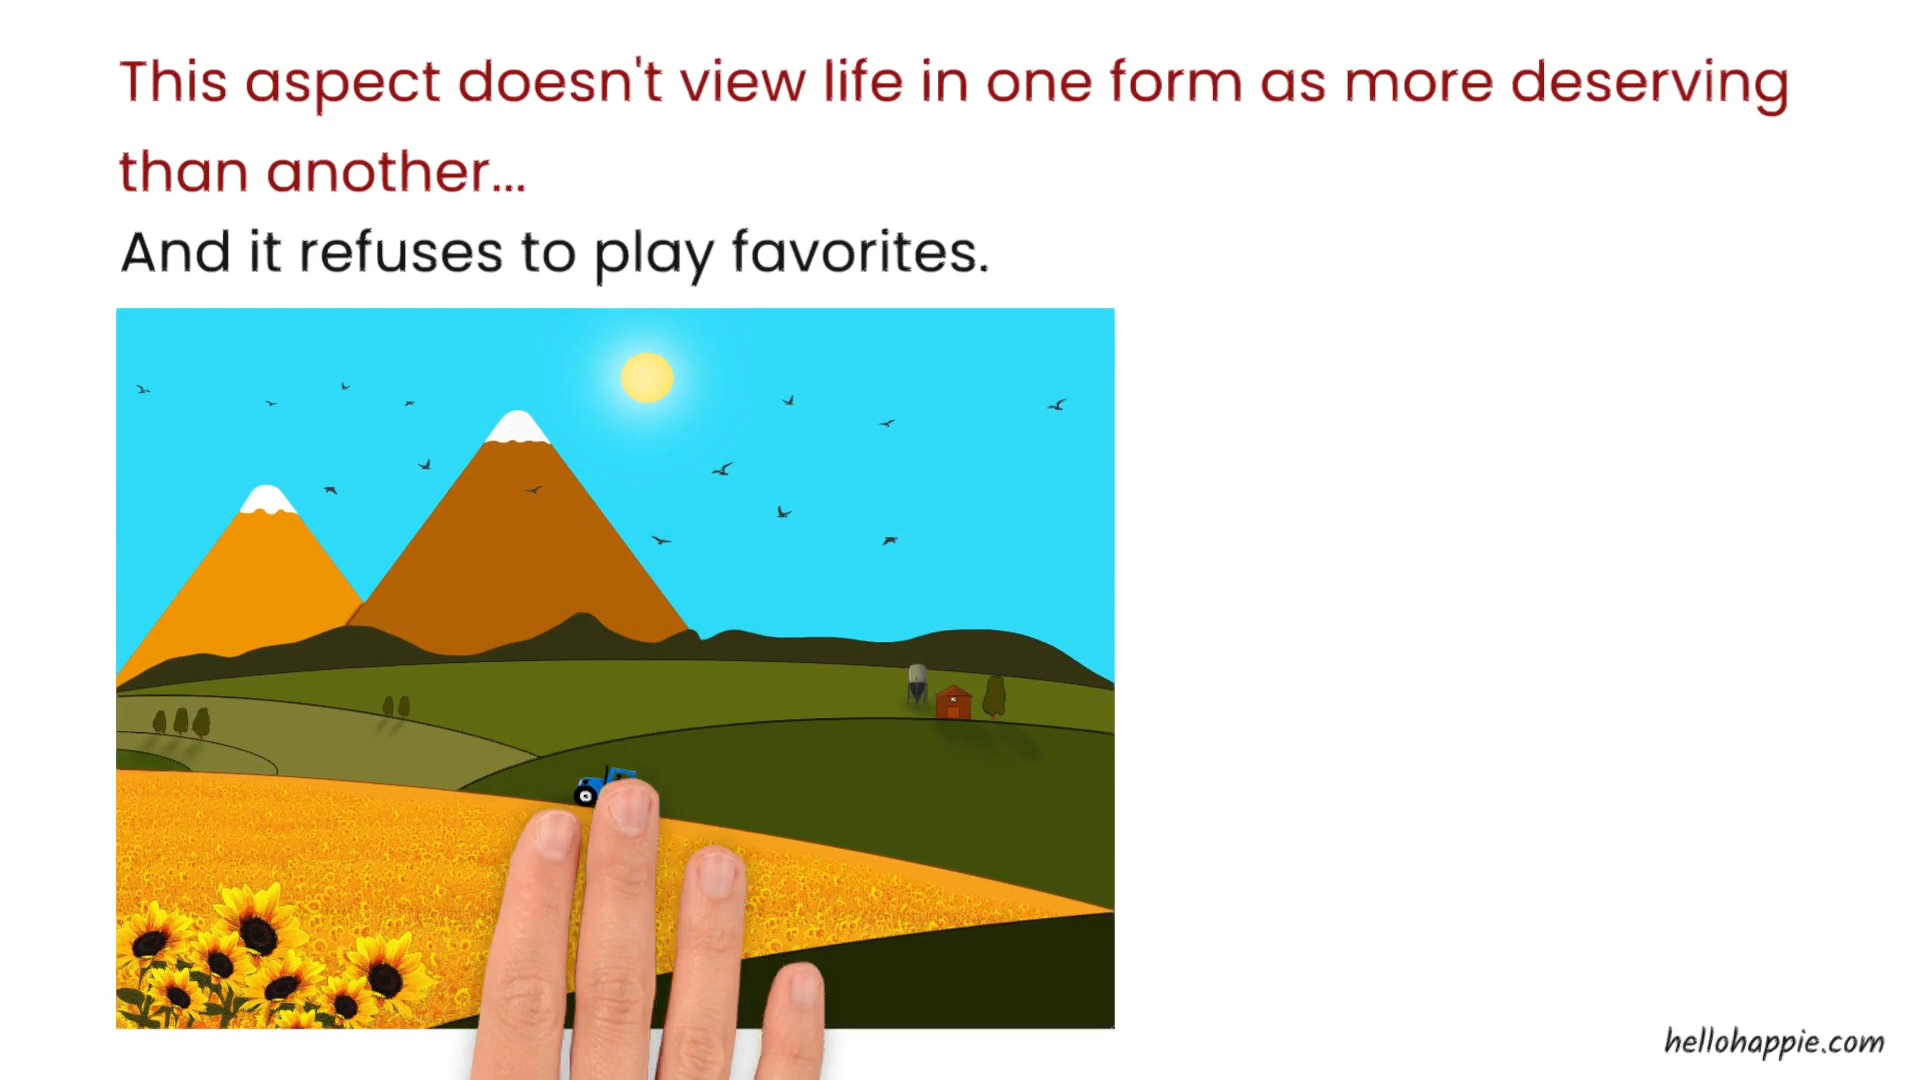 This aspect doesn't view life in one form as more deserving
than another...
And it refuses to play favorites.
hellohappie.com